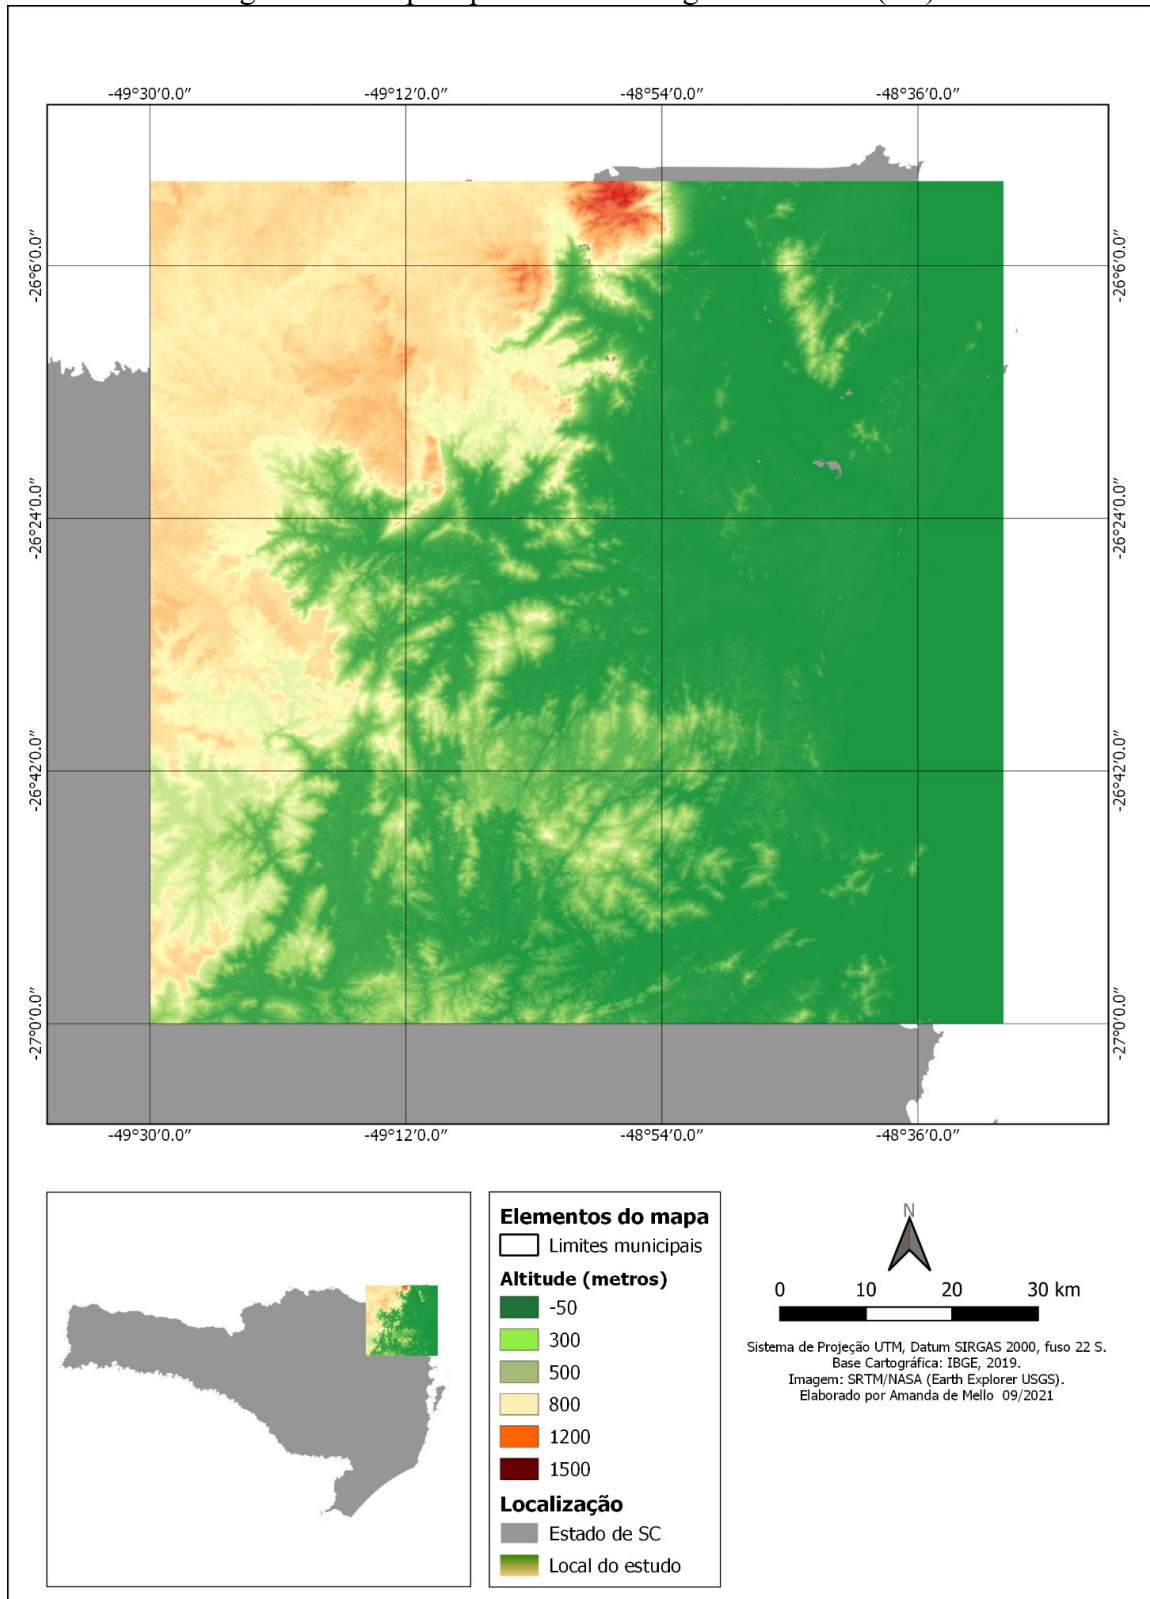 -49°30′0.0″ -49°12′0.0″ -48°54′0.0″ -48°36′0.0″
-26°6′0.0″ -26°6′0.0″
-26°24′0.0″ -26°24′0.0″
-26°42′0.0″ -26°42′0.0″
-27°0′0.0″ -27°0′0.0″
-49°30′0.0″ -49°12′0.0″ -48°54′0.0″ -48°36′0.0″
Elementos do mapa
Limites municipais
Altitude (metros)
-50
300
500
800
1200
1500
Localização
Estado de SC
Local do estudo
N
0 10 20 30 km
Sistema de Projeção UTM, Datum SIRGAS 2000, fuso 22 S.
Base Cartográfica: IBGE, 2019.
Imagem: SRTM/NASA (Earth Explorer USGS).
Elaborado por Amanda de Mello 09/2021